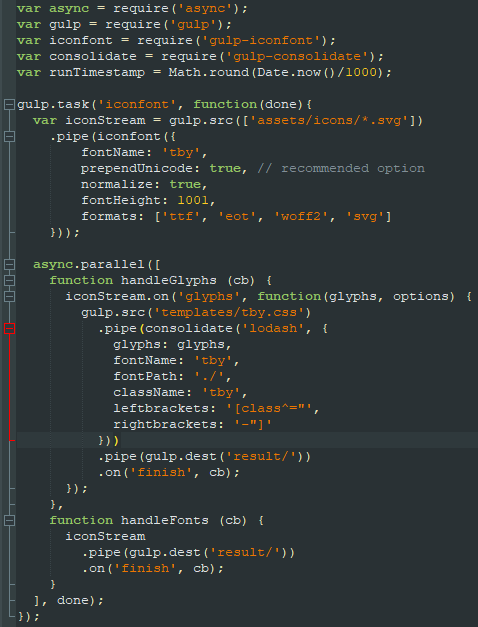 var async = require('async');
var gulp = require('gulp');
var iconfont = require('gulp-iconfont');
var consolidate = require('gulp-consolidate');
var runTimestamp = Math.round(Date.now()/1000);

gulp.task('iconfont', function(done){
  var iconStream = gulp.src(['assets/icons/*.svg'])
    .pipe(iconfont({
        fontName: 'tby',
        prependUnicode: true, // recommended option
        normalize: true,
        fontHeight: 1001,
        formats: ['ttf', 'eot', 'woff2', 'svg']
    }));

  async.parallel([
    function handleGlyphs (cb) {
      iconStream.on('glyphs', function(glyphs, options) {
        gulp.src('templates/tby.css')
          .pipe(consolidate('lodash', {
            glyphs: glyphs,
            fontName: 'tby',
            fontPath: './',
            className: 'tby',
            leftbrackets: '[class^="',
            rightbrackets: '-"]'
          }))
          .pipe(gulp.dest('result/'))
          .on('finish', cb);
      });
    },
    function handleFonts (cb) {
      iconStream
        .pipe(gulp.dest('result/'))
        .on('finish', cb);
    }
  ], done);
});